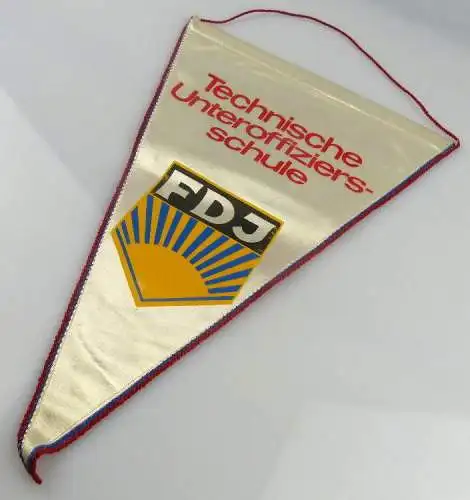 Technische
Unteroffiziers-
schule
FDJ